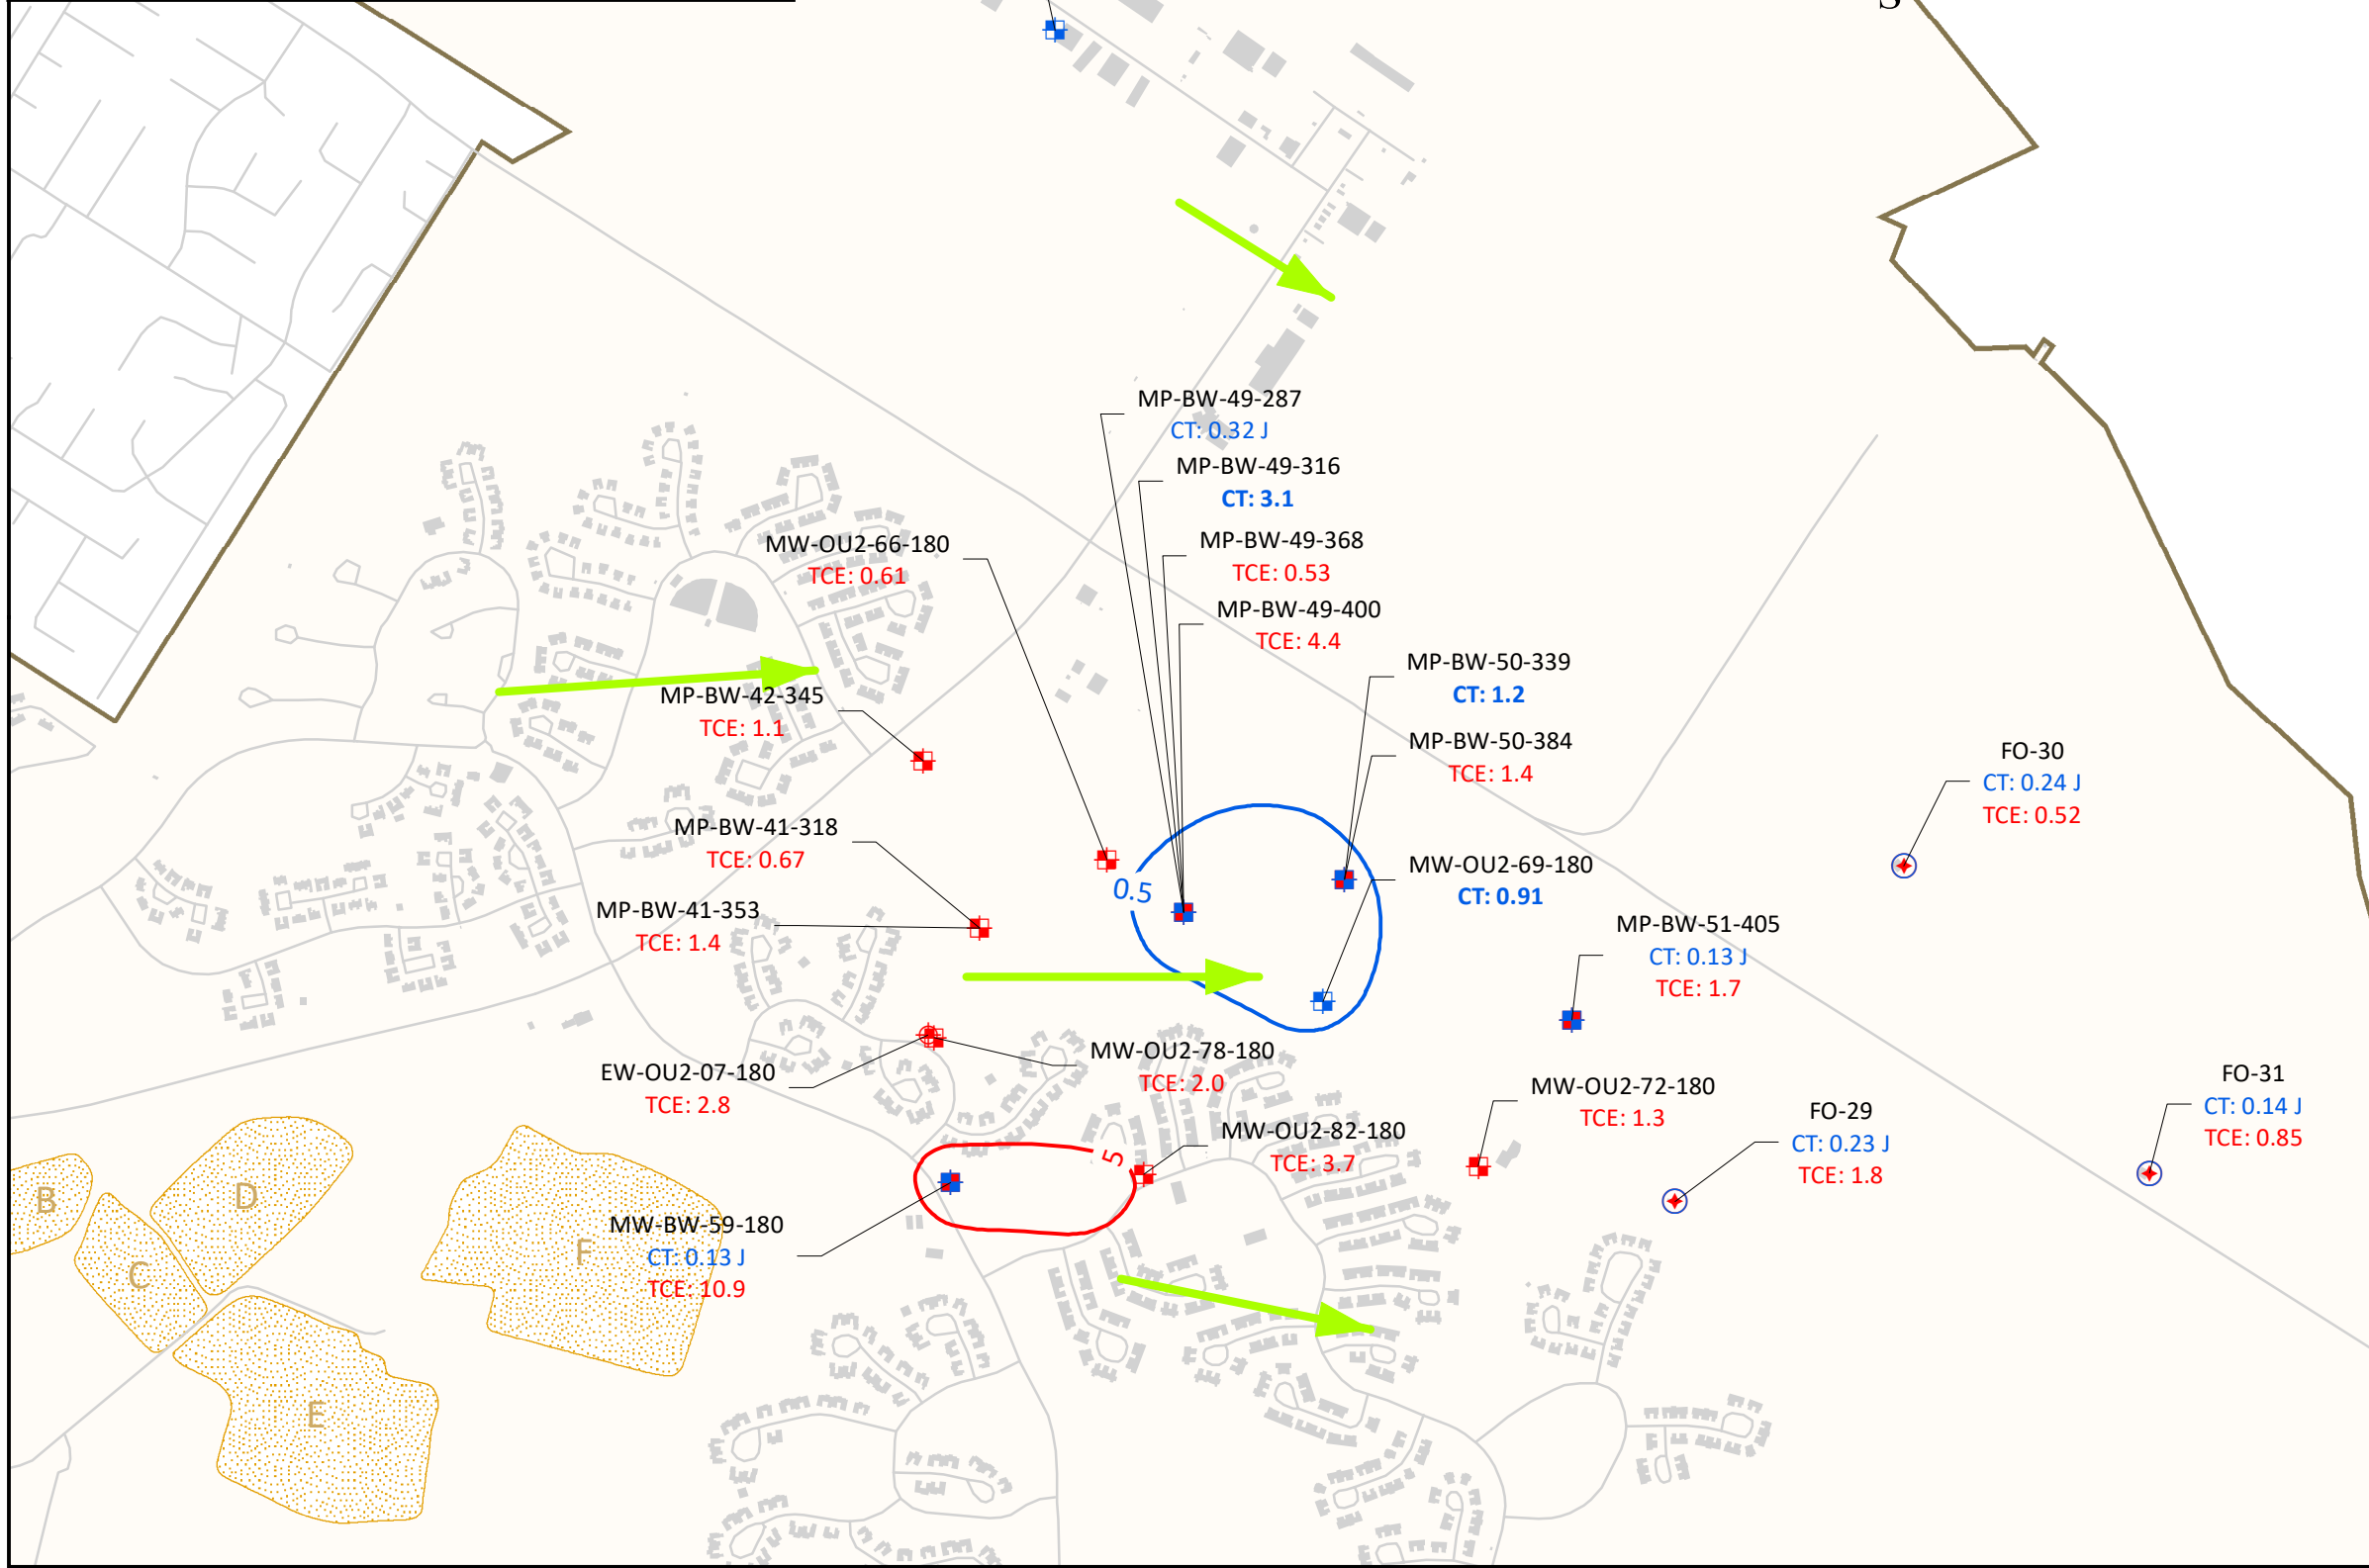 S
MP-BW-49-287
CT: 0.32 J
MP-BW-49-316
CT: 3.1
MP-BW-49-368
TCE: 0.53
MW-OU2-66-180
TCE: 0.61
MP-BW-49-400
TCE: 4.4
MP-BW-50-339
CT: 1.2
MP-BW-42-345
TCE: 1.1
MP-BW-50-384
TCE: 1.4
FO-30
CT: 0.24 J
TCE: 0.52
MP-BW-41-318
TCE: 0.67
MW-OU2-69-180
CT: 0.91
0.5
MP-BW-41-353
TCE: 1.4
MP-BW-51-405
CT: 0.13 J
TCE: 1.7
EW-OU2-07-180
TCE: 2.8
MW-OU2-78-180
TCE: 2.0
MW-OU2-72-180
TCE: 1.3
FO-31
CT: 0.14 J
TCE: 0.85
FO-29
CT: 0.23 J
TCE: 1.8
MW-OU2-82-180
TCE: 3.7
5
MW-BW-59-180
CT: 0.13 J
TCE: 10.9
B
D
C
F
E